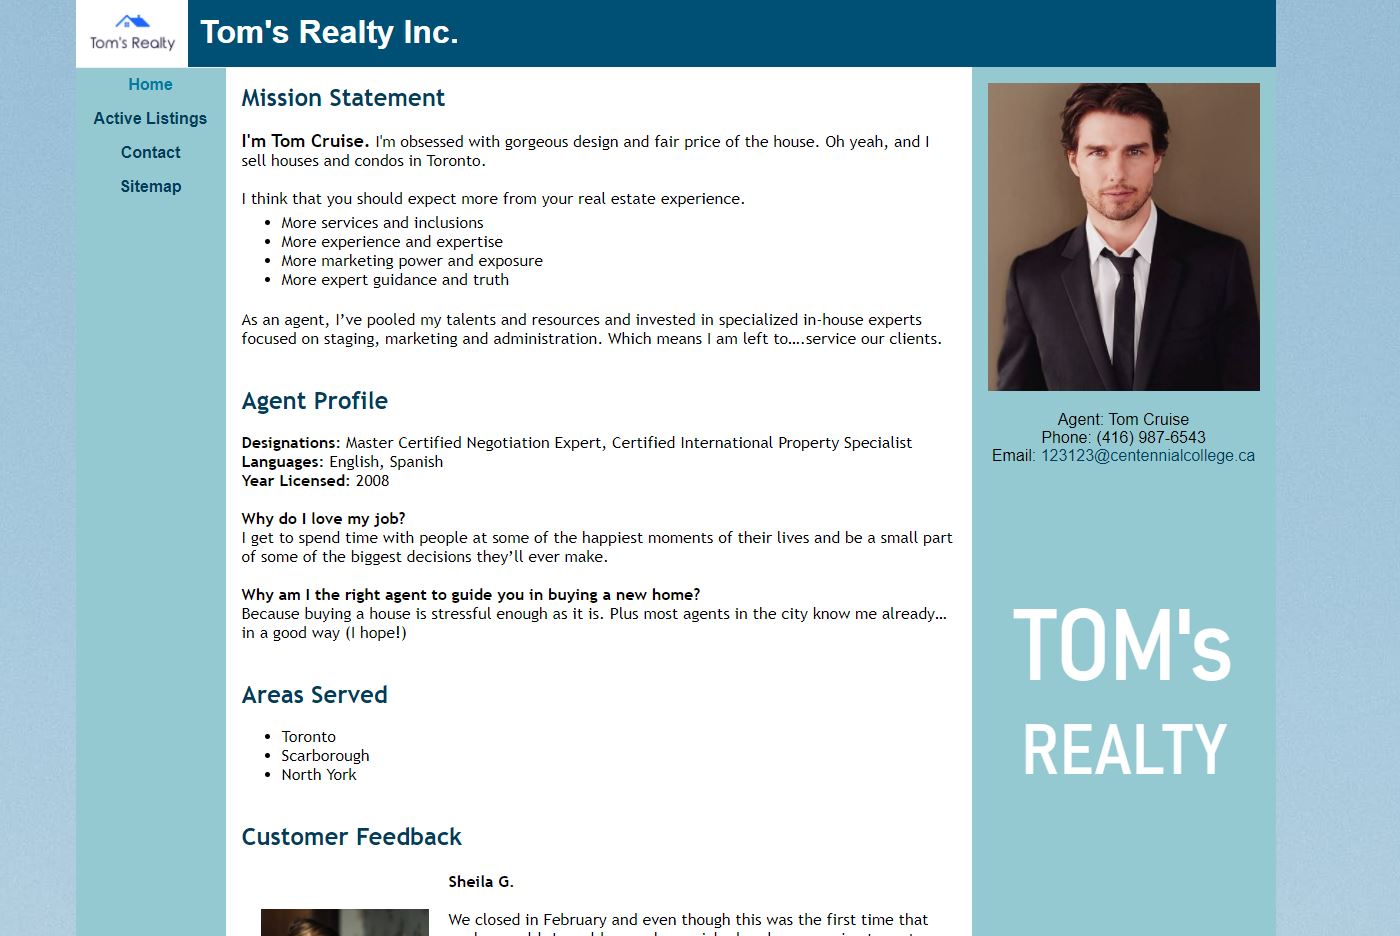 Tom's Realty
Tom's Realty Inc.
Home
Active Listings
Contact
Sitemap
Mission Statement
I'm Tom Cruise. I'm obsessed with gorgeous design and fair price of the house. Oh yeah, and I
sell houses and condos in Toronto.
I think that you should expect more from your real estate experience.
• More services and inclusions
• More experience and expertise
• More marketing power and exposure
• More expert guidance and truth
As an agent, I’ve pooled my talents and resources and invested in specialized in-house experts
focused on staging, marketing and administration. Which means I am left to….service our clients.
Agent Profile
Designations: Master Certified Negotiation Expert, Certified International Property Specialist
Languages: English, Spanish
Year Licensed: 2008
Why do I love my job?
I get to spend time with people at some of the happiest moments of their lives and be a small part
of some of the biggest decisions they’ll ever make.
Why am I the right agent to guide you in buying a new home?
Because buying a house is stressful enough as it is. Plus most agents in the city know me already…
in a good way (I hope!)
Areas Served
• Toronto
• Scarborough
• North York
Customer Feedback
Sheila G.
We closed in February and even though this was the first time that
Agent: Tom Cruise
Phone: (416) 987-6543
Email: 123123@centennialcollege.ca
TOM's
REALTY